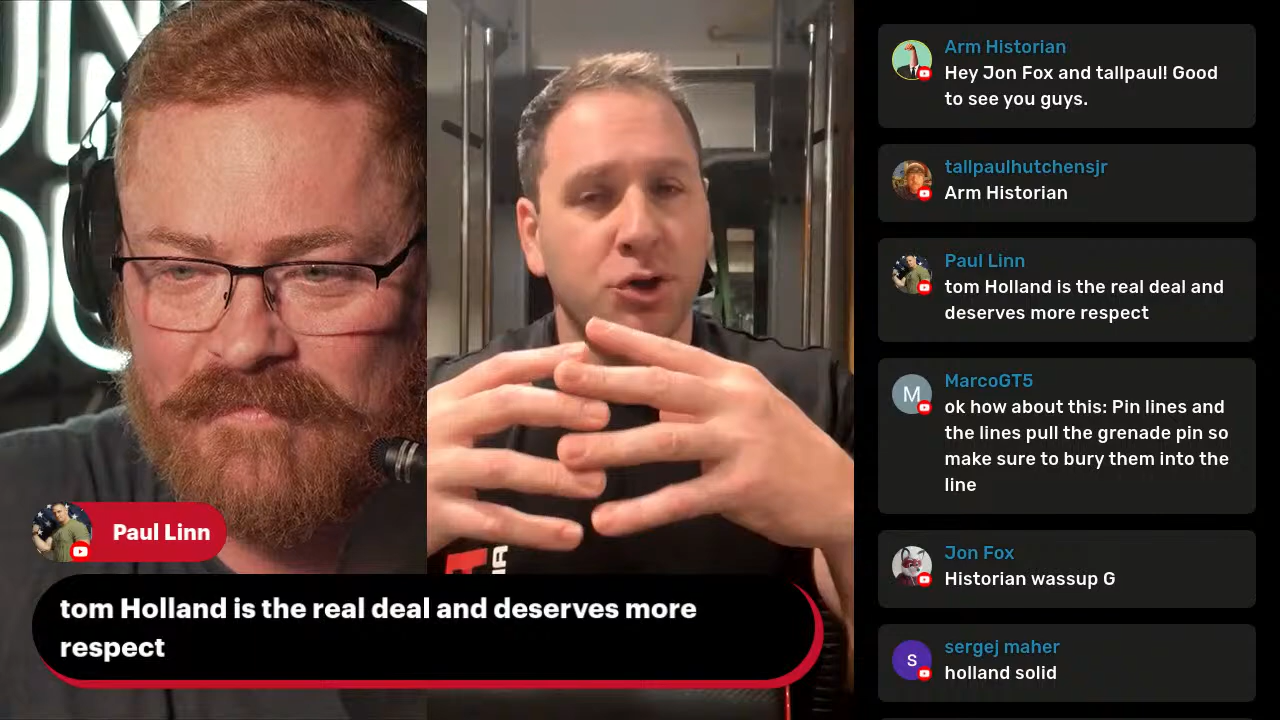 Arm Historian
Hey Jon Fox and tallpaul! Good
to see you guys.
tallpaulhutchensjr
Arm Historian
Paul Linn
tom Holland is the real deal and
deserves more respect
M
MarcoGT5
ok how about this: Pin lines and
the lines pull the grenade pin so
make sure to bury them into the
line
Jon Fox
Historian wassup G
s
sergej maher
holland solid
Paul Linn
tom Holland is the real deal and deserves more
respect